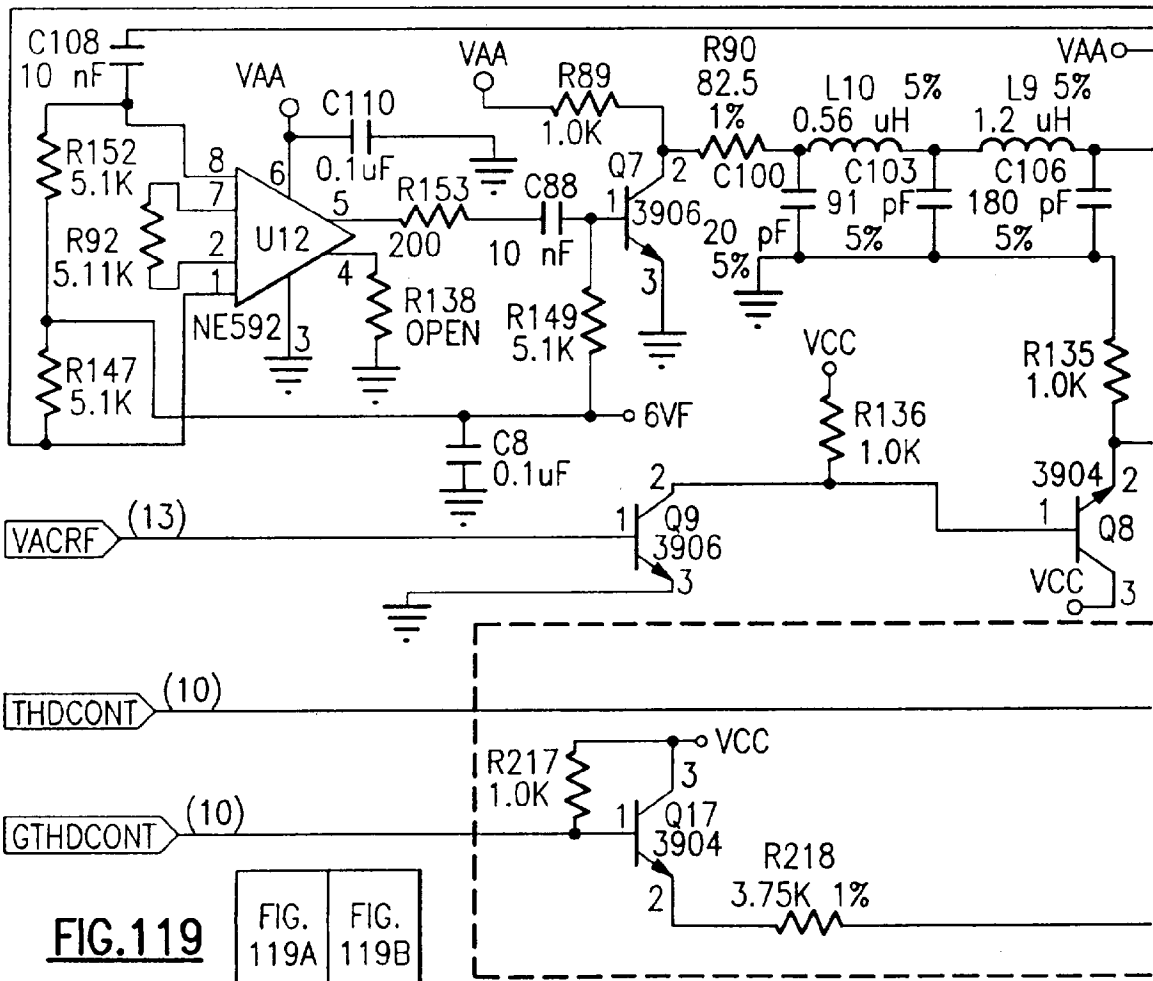 C108
10 nF
VAA
VAA
R90
82.5
1%
VAA
R89
1.0K
L10 5%
0.56 uH
L9 5%
1.2 uH
C110
0.1uF
R152
5.1K
8
7
6
5
R153
200
C88
10 nF
Q7
2
1
3906
3
C100
20 pF
5%
C103
91 pF
5%
C106
180 pF
5%
R92
5.11K
2
1
U12
4
NE592
3
R138
OPEN
R149
5.1K
R147
5.1K
VCC
R135
1.0K
6VF
R136
1.0K
C8
0.1uF
3904
2
1
Q8
VCC
3
VACRF
(13)
2
1
Q9
3906
3
THDCONT
(10)
VCC
R217
1.0K
3
1
Q17
3904
2
GTHDCONT
(10)
R218
3.75K 1%
FIG.119
FIG.
119A
FIG.
119B